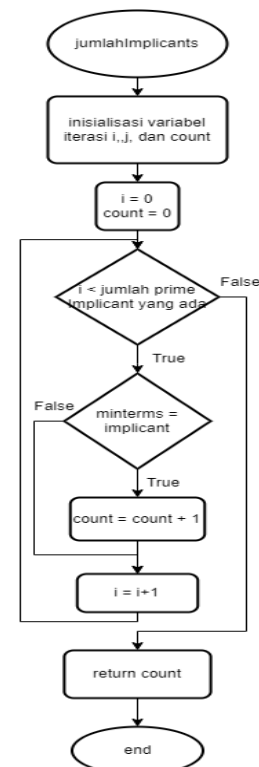 jumlahImplicants
inisialisasi variabel
iterasi i,,j, dan count
i = 0
count = 0
i < jumlah prime
Implicant yang ada
False
True
False
minterms =
implicant
True
count = count + 1
i = i+1
return count
end